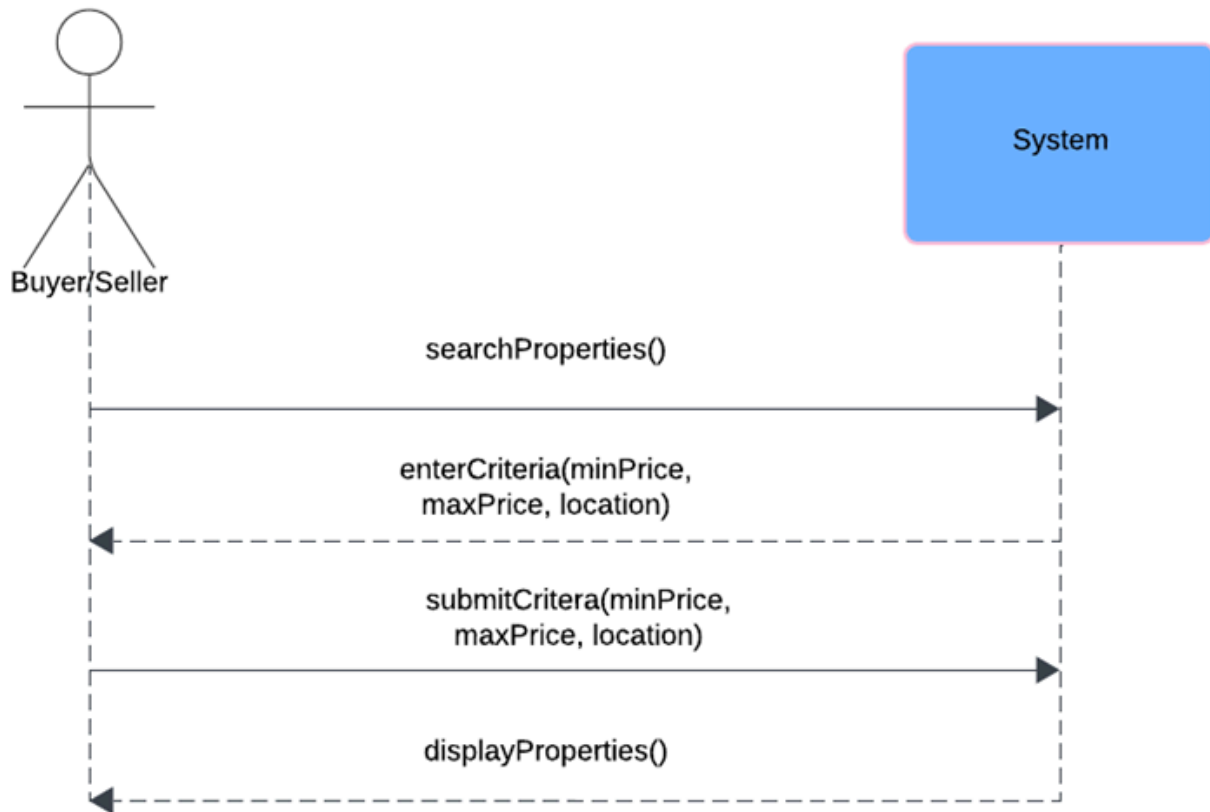 System
Buyer/Seller
searchProperties()
enterCriteria(minPrice,
maxPrice, location)
submitCritera(minPrice,
maxPrice, location)
displayProperties()